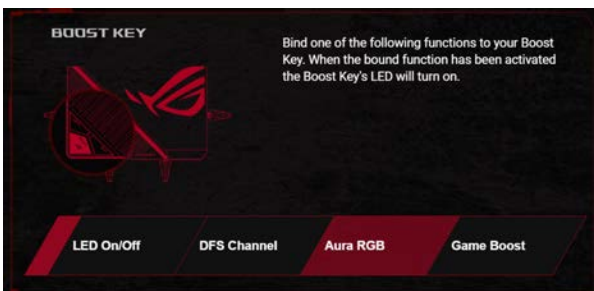 BOOST KEY
Bind one of the following functions to your Boost
Key. When the bound function has been activated
the Boost Key's LED will turn on.
LED On/Off
DFS Channel
Aura RGB
Game Boost